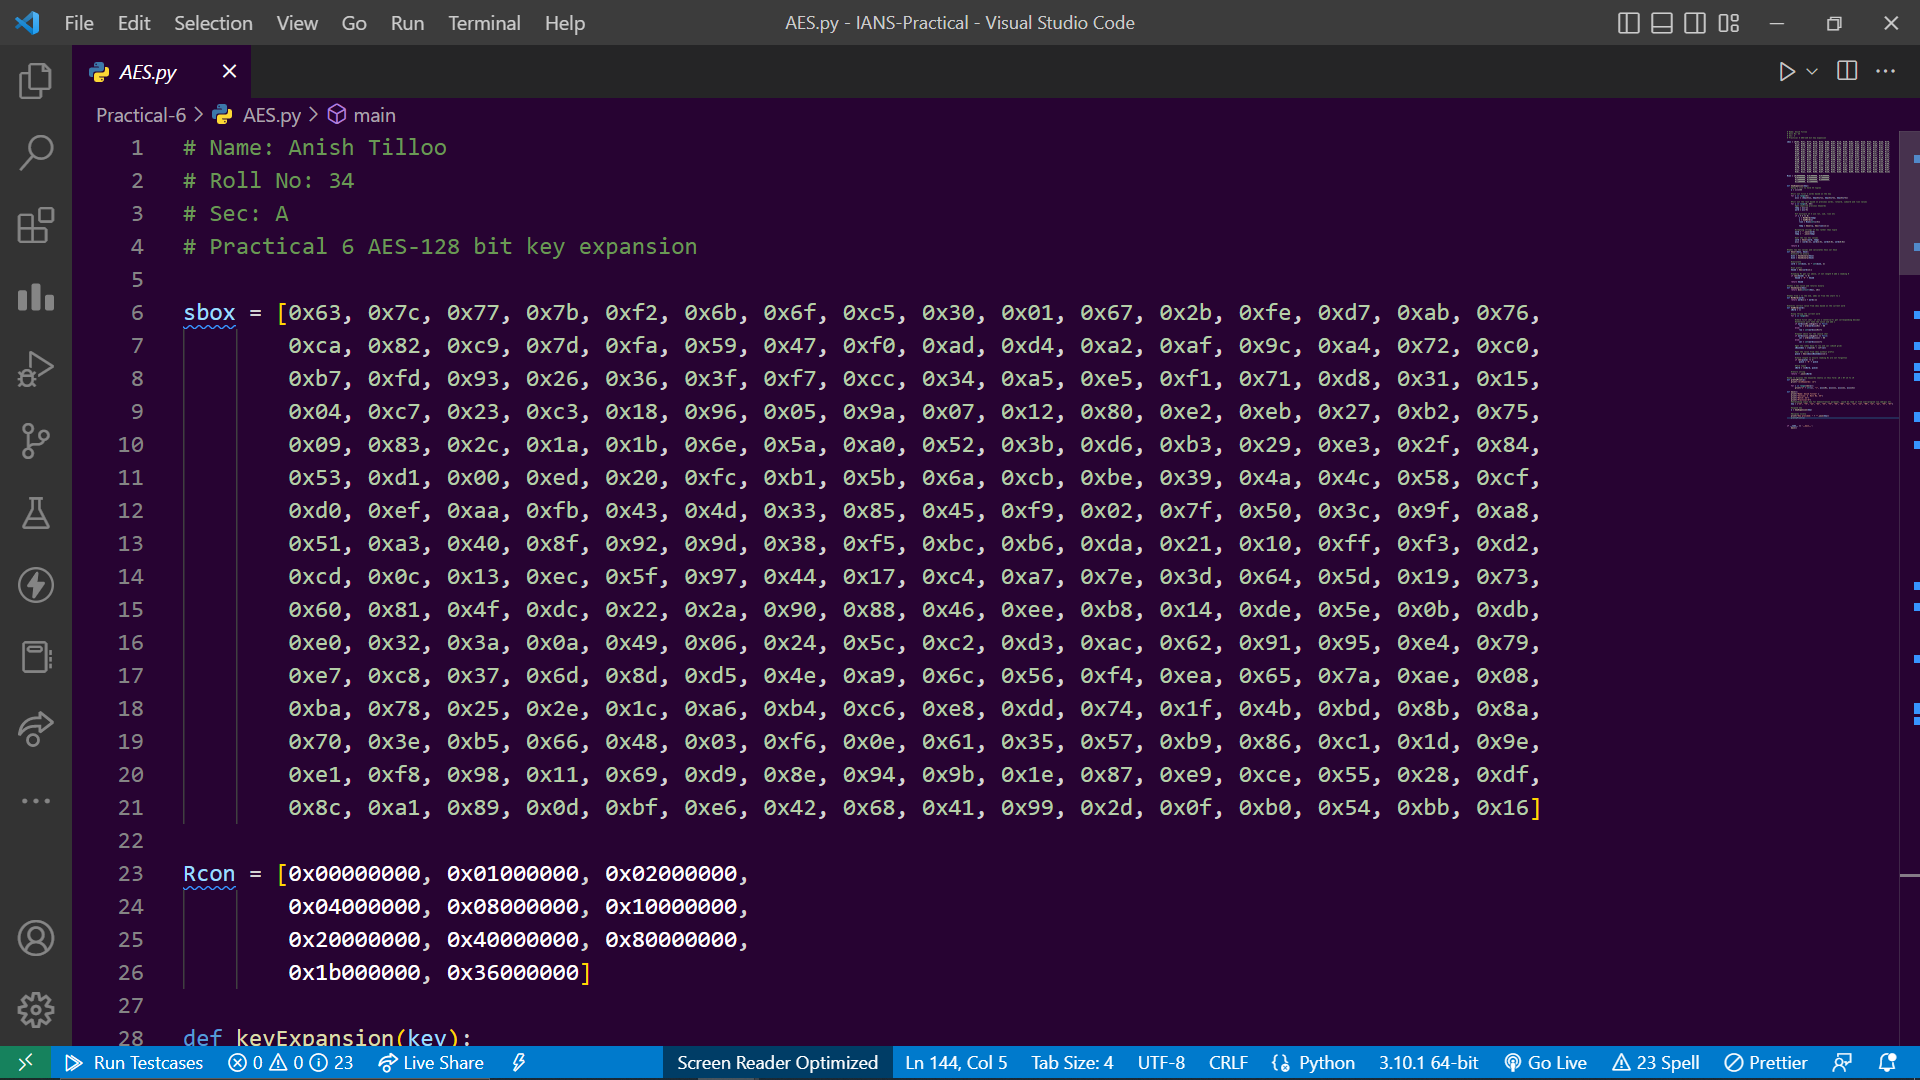 File Edit Selection View Go Run Terminal Help AES.py - IANS-Practical - Visual Studio Code
AES.py
Practical-6 > AES.py > main
1 # Name: Anish Tilloo
2 # Roll No: 34
3 # Sec: A
4 # Practical 6 AES-128 bit key expansion
5
6 sbox = [0x63, 0x7c, 0x77, 0x7b, 0xf2, 0x6b, 0x6f, 0xc5, 0x30, 0x01, 0x67, 0x2b, 0xfe, 0xd7, 0xab, 0x76,
7 0xca, 0x82, 0xc9, 0x7d, 0xfa, 0x59, 0x47, 0xf0, 0xad, 0xd4, 0xa2, 0xaf, 0x9c, 0xa4, 0x72, 0xc0,
8 0xb7, 0xfd, 0x93, 0x26, 0x36, 0x3f, 0xf7, 0xcc, 0x34, 0xa5, 0xe5, 0xf1, 0x71, 0xd8, 0x31, 0x15,
9 0x04, 0xc7, 0x23, 0xc3, 0x18, 0x96, 0x05, 0x9a, 0x07, 0x12, 0x80, 0xe2, 0xeb, 0x27, 0xb2, 0x75,
10 0x09, 0x83, 0x2c, 0x1a, 0x1b, 0x6e, 0x5a, 0xa0, 0x52, 0x3b, 0xd6, 0xb3, 0x29, 0xe3, 0x2f, 0x84,
11 0x53, 0xd1, 0x00, 0xed, 0x20, 0xfc, 0xb1, 0x5b, 0x6a, 0xcb, 0xbe, 0x39, 0x4a, 0x4c, 0x58, 0xcf,
12 0xd0, 0xef, 0xaa, 0xfb, 0x43, 0x4d, 0x33, 0x85, 0x45, 0xf9, 0x02, 0x7f, 0x50, 0x3c, 0x9f, 0xa8,
13 0x51, 0xa3, 0x40, 0x8f, 0x92, 0x9d, 0x38, 0xf5, 0xbc, 0xb6, 0xda, 0x21, 0x10, 0xff, 0xf3, 0xd2,
14 0xcd, 0x0c, 0x13, 0xec, 0x5f, 0x97, 0x44, 0x17, 0xc4, 0xa7, 0x7e, 0x3d, 0x64, 0x5d, 0x19, 0x73,
15 0x60, 0x81, 0x4f, 0xdc, 0x22, 0x2a, 0x90, 0x88, 0x46, 0xee, 0xb8, 0x14, 0xde, 0x5e, 0x0b, 0xdb,
16 0xe0, 0x32, 0x3a, 0x0a, 0x49, 0x06, 0x24, 0x5c, 0xc2, 0xd3, 0xac, 0x62, 0x91, 0x95, 0xe4, 0x79,
17 0xe7, 0xc8, 0x37, 0x6d, 0x8d, 0xd5, 0x4e, 0xa9, 0x6c, 0x56, 0xf4, 0xea, 0x65, 0x7a, 0xae, 0x08,
18 0xba, 0x78, 0x25, 0x2e, 0x1c, 0xa6, 0xb4, 0xc6, 0xe8, 0xdd, 0x74, 0x1f, 0x4b, 0xbd, 0x8b, 0x8a,
19 0x70, 0x3e, 0xb5, 0x66, 0x48, 0x03, 0xf6, 0x0e, 0x61, 0x35, 0x57, 0xb9, 0x86, 0xc1, 0x1d, 0x9e,
20 0xe1, 0xf8, 0x98, 0x11, 0x69, 0xd9, 0x8e, 0x94, 0x9b, 0x1e, 0x87, 0xe9, 0xce, 0x55, 0x28, 0xdf,
21 0x8c, 0xa1, 0x89, 0x0d, 0xbf, 0xe6, 0x42, 0x68, 0x41, 0x99, 0x2d, 0x0f, 0xb0, 0x54, 0xbb, 0x16]
22
23 Rcon = [0x00000000, 0x01000000, 0x02000000,
24 0x04000000, 0x08000000, 0x10000000,
25 0x20000000, 0x40000000, 0x80000000,
26 0x1b000000, 0x36000000]
27
28 def keyExpansion(key):
Run Testcases 0 0 23 Live Share Screen Reader Optimized Ln 144, Col 5 Tab Size: 4 UTF-8 CRLF Python 3.10.1 64-bit Go Live 23 Spell Prettier